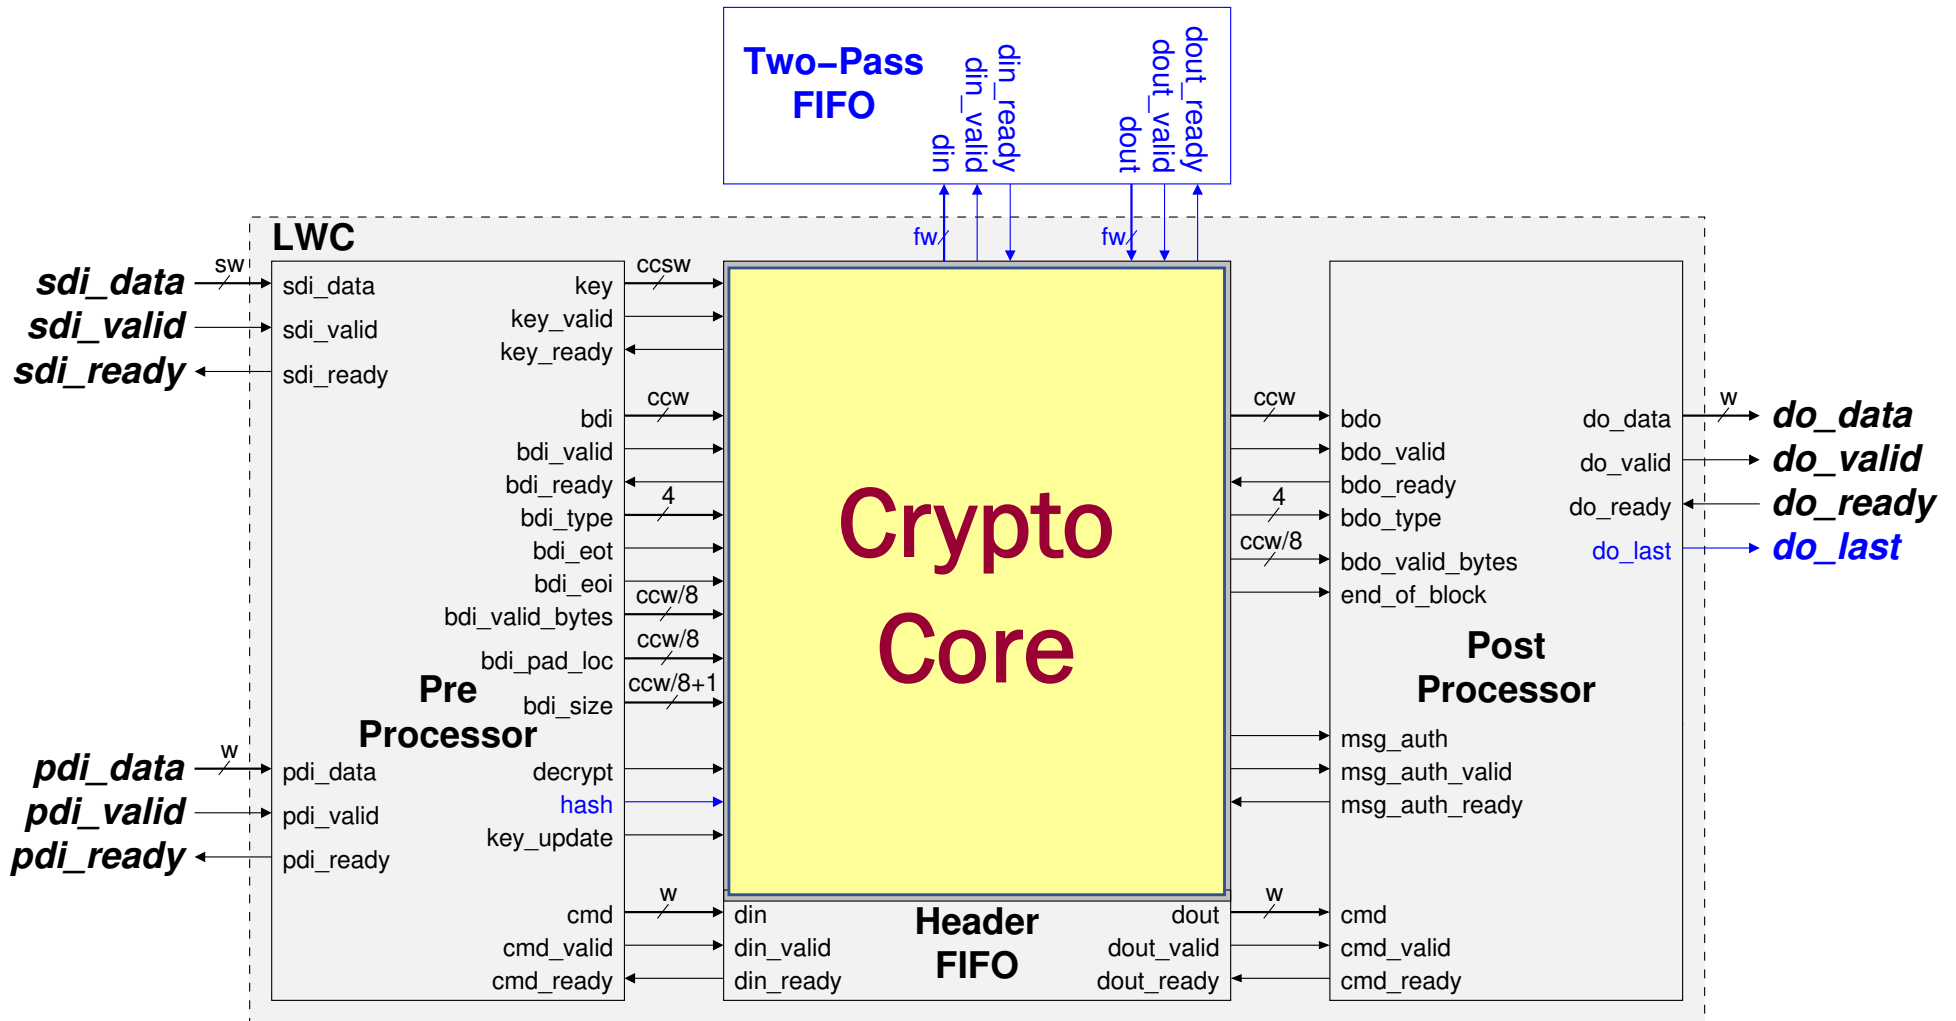 Two–Pass
FIFO
din
din_valid
din_ready
dout
dout_valid
dout_ready
fw
fw
LWC
sdi_data
sdi_valid
sdi_ready
sw
sdi_data
sdi_valid
sdi_ready
pdi_data
pdi_valid
pdi_ready
w
pdi_data
pdi_valid
pdi_ready
Pre
Processor
key
key_valid
key_ready
bdi
bdi_valid
bdi_ready
bdi_type
bdi_eot
bdi_eoi
bdi_valid_bytes
bdi_pad_loc
bdi_size
decrypt
hash
key_update
cmd
cmd_valid
cmd_ready
ccsw
ccw
4
ccw/8
ccw/8
ccw/8+1
w
Crypto
Core
din
din_valid
din_ready
Header
FIFO
dout
dout_valid
dout_ready
ccw
4
ccw/8
w
bdo
bdo_valid
bdo_ready
bdo_type
bdo_valid_bytes
end_of_block
Post
Processor
msg_auth
msg_auth_valid
msg_auth_ready
cmd
cmd_valid
cmd_ready
do_data
do_valid
do_ready
do_last
w
do_data
do_valid
do_ready
do_last